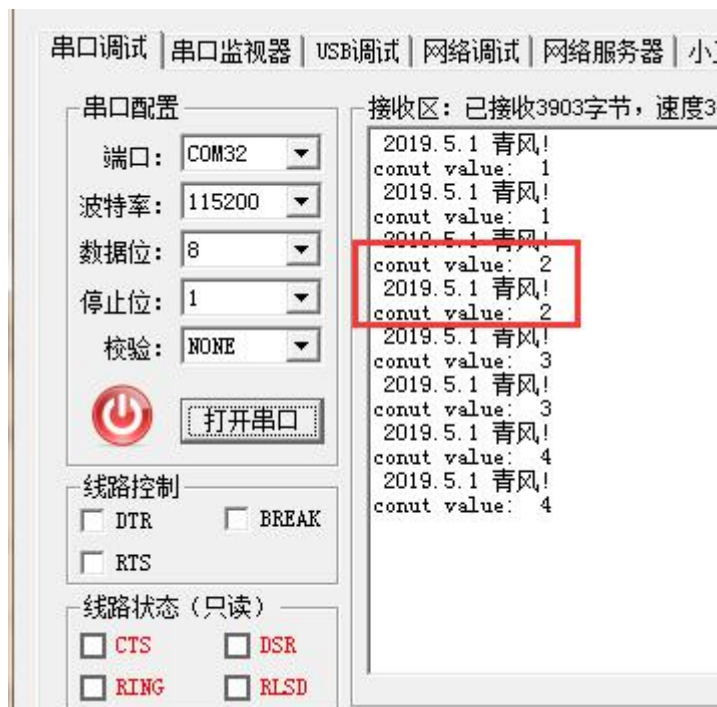 串口调试 串口监视器 USB调试 网络调试 网络服务器 小
串口配置
端口: COM32
波特率: 115200
数据位: 8
停止位: 1
校验: NONE
打开串口
线路控制
DTR BREAK
RTS
线路状态（只读）
CTS DSR
RING RLSD
接收区: 已接收3903字节，速度3
2019.5.1 青风!
conut value: 1
2019.5.1 青风!
conut value: 1
2019.5.1 青风!
conut value: 2
2019.5.1 青风!
conut value: 2
2019.5.1 青风!
conut value: 3
2019.5.1 青风!
conut value: 3
2019.5.1 青风!
conut value: 4
2019.5.1 青风!
conut value: 4